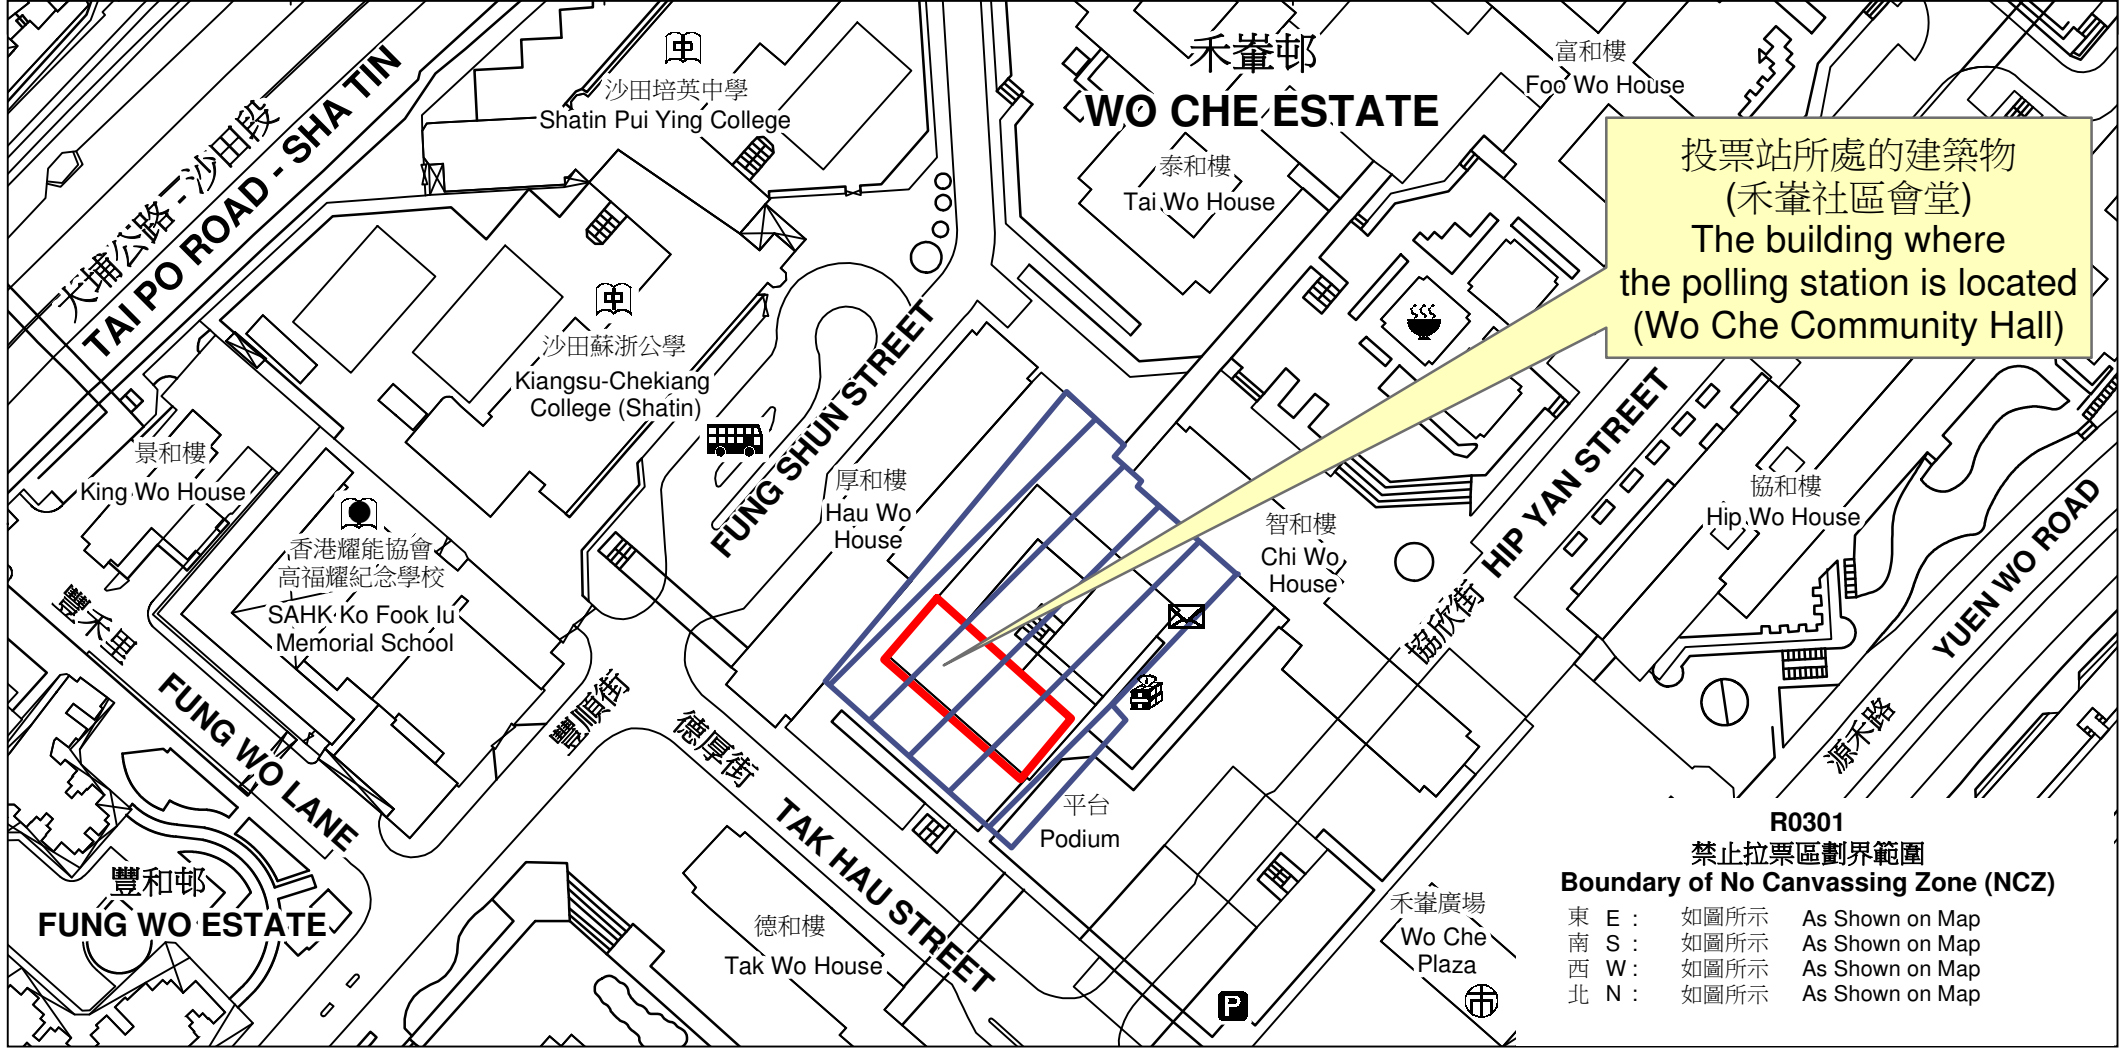 沙田培英中學
Shatin Pui Ying College
禾輋邨
WO CHE ESTATE
富和樓
Foo Wo House
泰和樓
Tai Wo House
投票站所處的建築物
(禾輋社區會堂)
The building where
the polling station is located
(Wo Che Community Hall)
大埔公路 - 沙田段
TAI PO ROAD - SHA TIN
沙田蘇浙公學
Kiangsu-Chekiang
College (Shatin)
FUNG SHUN STREET
豐順街
景和樓
King Wo House
香港耀能協會
高福耀紀念學校
SAHK Ko Fook Iu
Memorial School
厚和樓
Hau Wo
House
智和樓
Chi Wo
House
協欣街 HIP YAN STREET
協和樓
Hip Wo House
YUEN WO ROAD
源禾路
豐禾里
FUNG WO LANE
德厚街 TAK HAU STREET
平台
Podium
豐和邨
FUNG WO ESTATE
德和樓
Tak Wo House
禾輋廣場
Wo Che
Plaza
P
R0301
禁止拉票區劃界範圍
Boundary of No Canvassing Zone (NCZ)
東 E : 如圖所示 As Shown on Map
南 S : 如圖所示 As Shown on Map
西 W : 如圖所示 As Shown on Map
北 N : 如圖所示 As Shown on Map